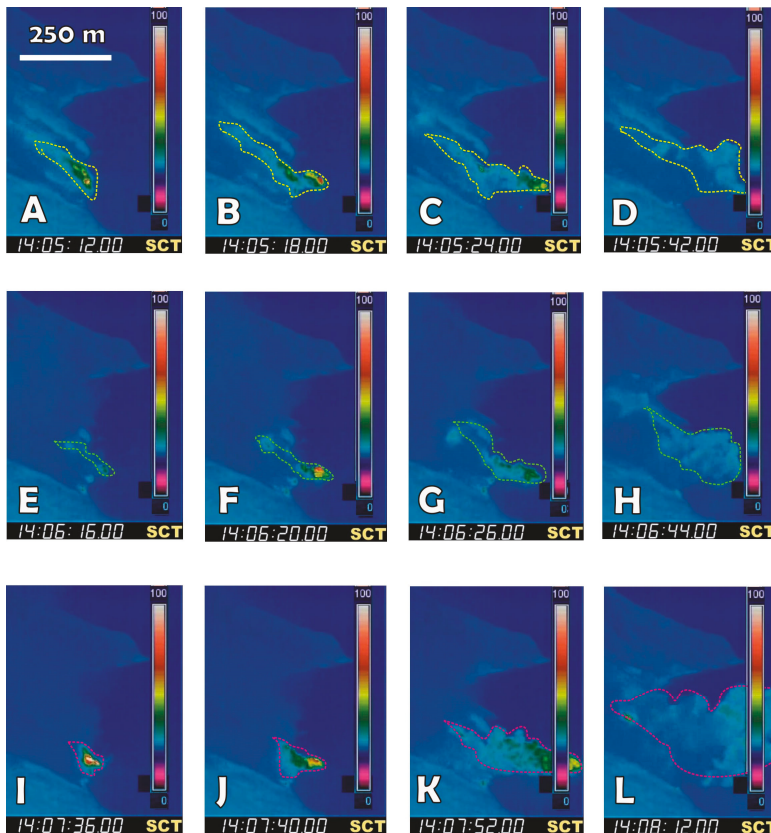 100 100 100 100
250 m
A B C D
0 0 0 0
14:05:12.00 SCT 14:05:18.00 SCT 14:05:24.00 SCT 14:05:42.00 SCT
100 100 100 100
E F G H
0 0 0 0
14:06:16.00 SCT 14:06:20.00 SCT 14:06:26.00 SCT 14:06:44.00 SCT
100 100 100 100
I J K L
0 0 0 0
14:07:36.00 SCT 14:07:40.00 SCT 14:07:52.00 SCT 14:08:12.00 SCT